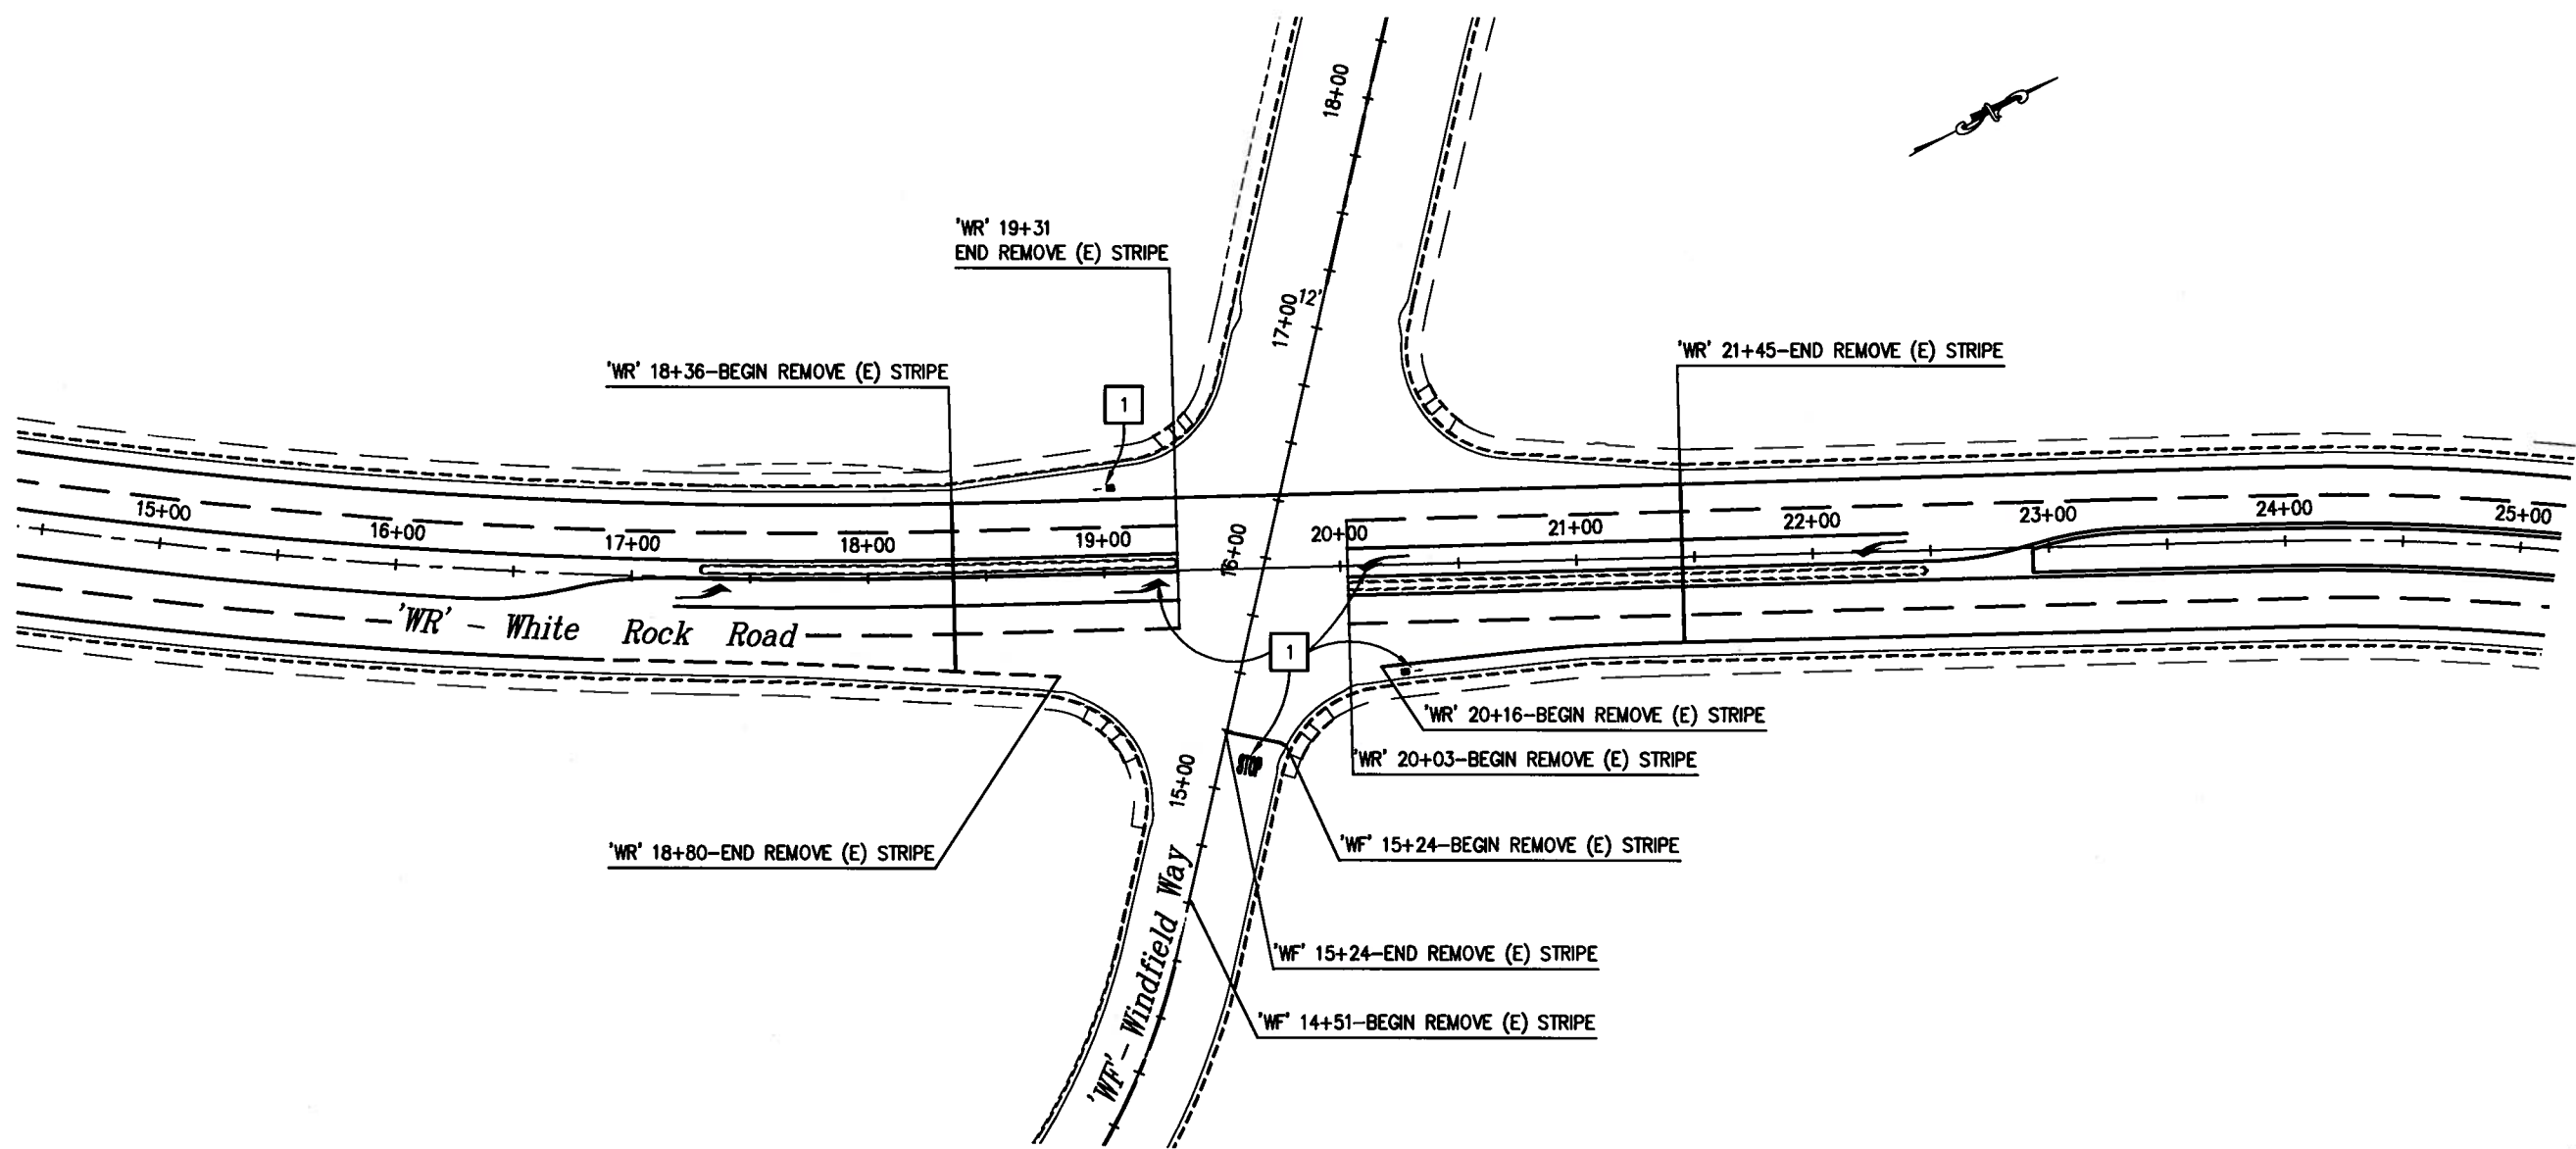 18+00
'WR' 19+31
END REMOVE (E) STRIPE
17+00
12'
'WR' 21+45-END REMOVE (E) STRIPE
'WR' 18+36-BEGIN REMOVE (E) STRIPE
1
15+00
16+00
17+00
18+00
19+00
16+00
20+00
21+00
22+00
23+00
24+00
25+00
'WR' - White Rock Road
1
'WR' 20+16-BEGIN REMOVE (E) STRIPE
'WR' 20+03-BEGIN REMOVE (E) STRIPE
STOP
15+00
'WR' 18+80-END REMOVE (E) STRIPE
'WF' 15+24-BEGIN REMOVE (E) STRIPE
'WF' - Windfield Way
'WF' 15+24-END REMOVE (E) STRIPE
'WF' 14+51-BEGIN REMOVE (E) STRIPE